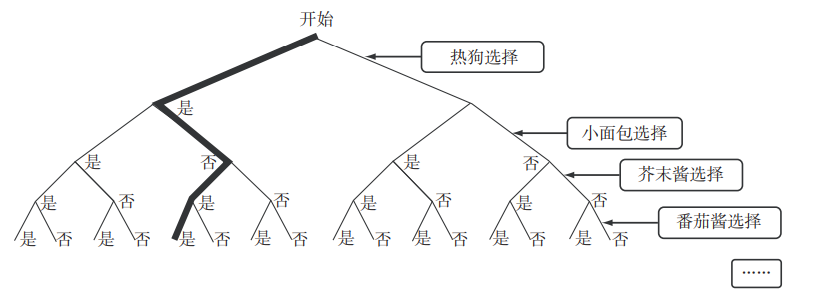 开始
热狗选择
是
小面包选择
是 否 是 否
芥末酱选择
是 否 是 否 是 否 是 否
番茄酱选择
是 否 是 否 是 否 是 否 是 否 是 否 是 否 是 否
……